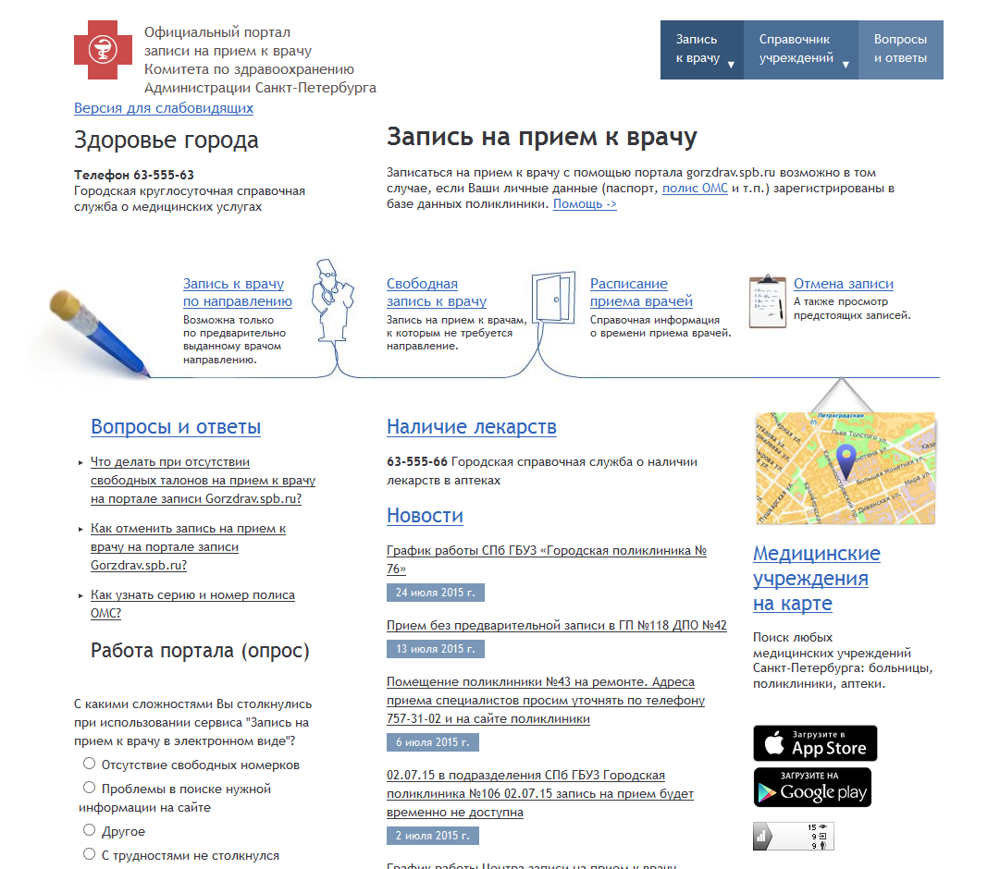 Официальный портал
записи на прием к врачу
Комитета по здравоохранению
Администрации Санкт-Петербурга
Запись
к врачу
Справочник
учреждений
Вопросы
и ответы
Версия для слабовидящих
Здоровье города
Телефон 63-555-63
Городская круглосуточная справочная
служба о медицинских услугах
Запись на прием к врачу
Записаться на прием к врачу с помощью портала gorzdrav.spb.ru возможно в том
случае, если Ваши личные данные (паспорт, полис ОМС и т.п.) зарегистрированы в
базе данных поликлиники. Помощь ->
Запись к врачу
по направлению
Возможна только
по предварительно
выданному врачом
направлению.
Свободная
запись к врачу
Запись на прием к врачам,
к которым не требуется
направление.
Расписание
приема врачей
Справочная информация
о времени приема врачей.
Отмена записи
А также просмотр
предстоящих записей.
Вопросы и ответы
Что делать при отсутствии
свободных талонов на прием к врачу
на портале записи Gorzdrav.spb.ru?
Как отменить запись на прием к
врачу на портале записи
Gorzdrav.spb.ru?
Как узнать серию и номер полиса
ОМС?
Работа портала (опрос)
С какими сложностями Вы столкнулись
при использовании сервиса "Запись на
прием к врачу в электронном виде"?
Отсутствие свободных номерков
Проблемы в поиске нужной
информации на сайте
Другое
С трудностями не столкнулся
Наличие лекарств
63-555-66 Городская справочная служба о наличии
лекарств в аптеках
Новости
График работы СПб ГБУЗ «Городская поликлиника №
76»
24 июля 2015 г.
Прием без предварительной записи в ГП №118 ДПО №42
13 июля 2015 г.
Помещение поликлиники №43 на ремонте. Адреса
приема специалистов просим уточнять по телефону
757-31-02 и на сайте поликлиники
6 июля 2015 г.
02.07.15 в подразделения СПб ГБУЗ Городская
поликлиника №106 02.07.15 запись на прием будет
временно не доступна
2 июля 2015 г.
График работы Центра записи на прием к врачу
Петроградская
Льва Толстого ул.
Большая Монетная ул.
Мира ул.
Дивенская ул.
Пушкарская ул.
Каменноостровский пр.
Медицинские
учреждения
на карте
Поиск любых
медицинских учреждений
Санкт-Петербурга: больницы,
поликлиники, аптеки.
Загрузите в
App Store
ЗАГРУЗИТЕ НА
Google play
15
9
9